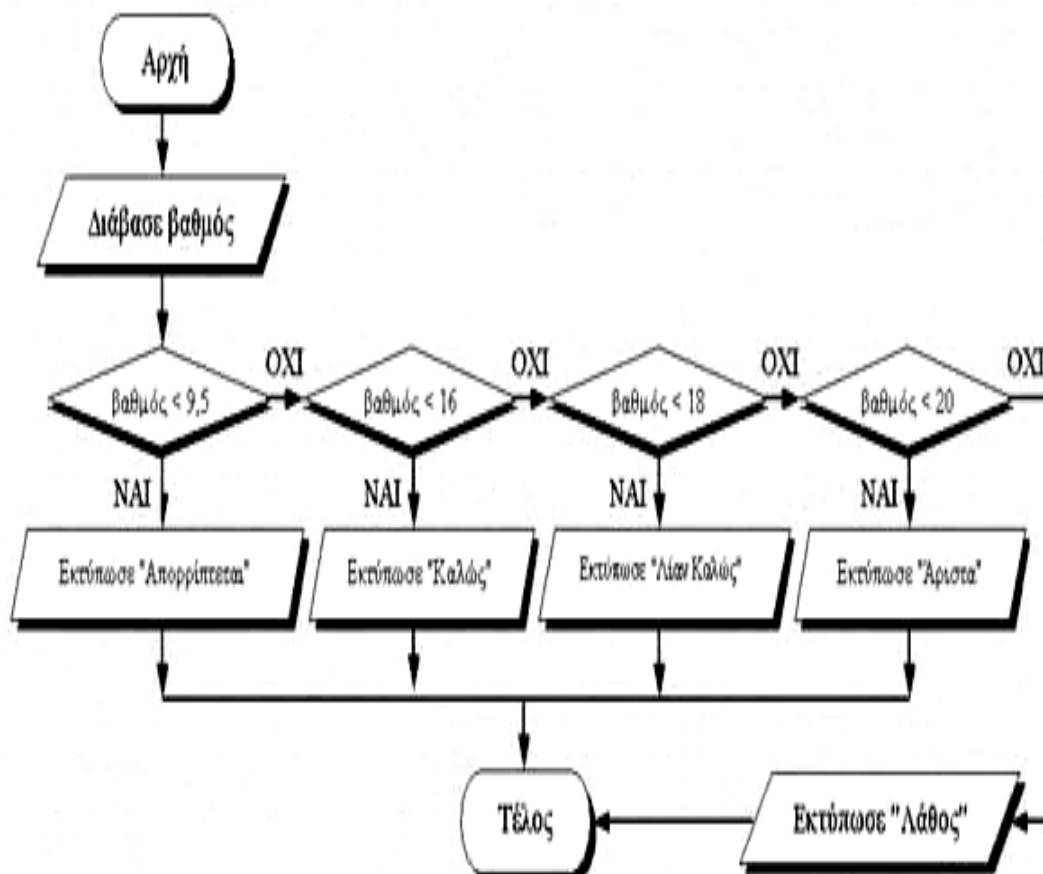 Αρχή
Διάβασε βαθμός
βαθμός < 9,5
ΟΧΙ
βαθμός < 16
ΟΧΙ
βαθμός < 18
ΟΧΙ
βαθμός < 20
ΟΧΙ
ΝΑΙ
ΝΑΙ
ΝΑΙ
ΝΑΙ
Εκτύπωσε "Απορρίπτεται"
Εκτύπωσε "Καλώς"
Εκτύπωσε "Λίαν Καλώς"
Εκτύπωσε "Άριστα"
Τέλος
Εκτύπωσε "Λάθος"